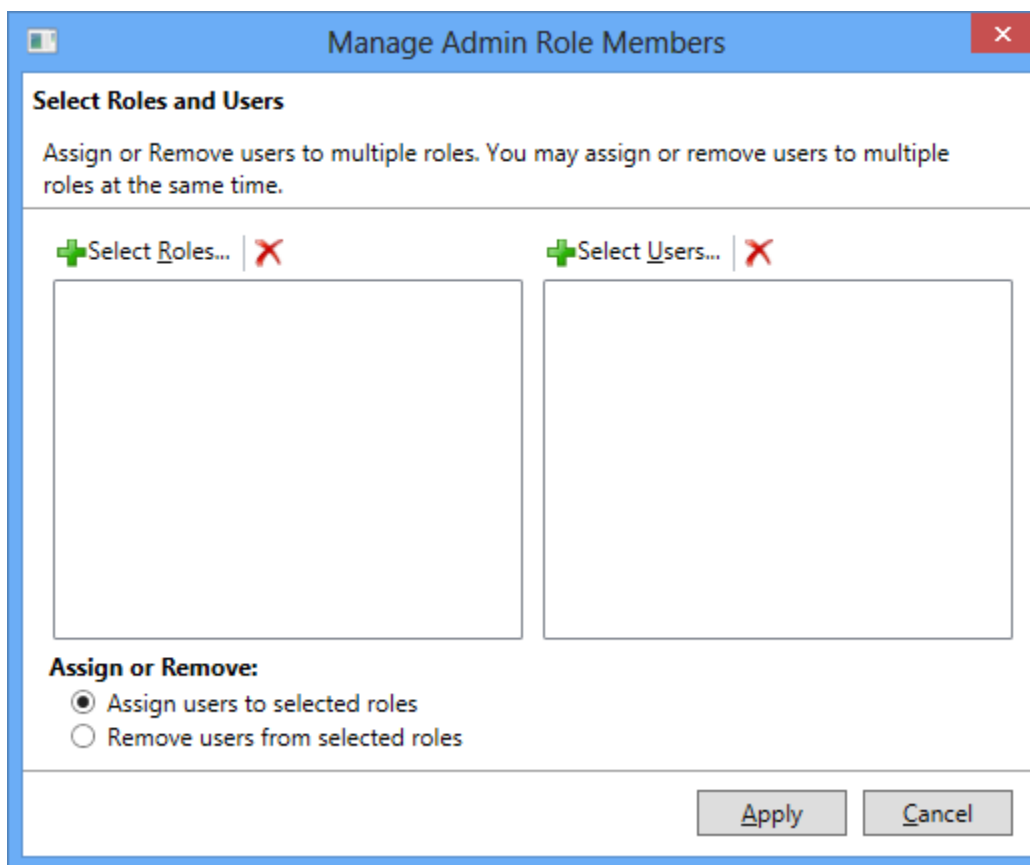 Manage Admin Role Members
Select Roles and Users
Assign or Remove users to multiple roles. You may assign or remove users to multiple
roles at the same time.
Select Roles... Select Users...
Assign or Remove:
Assign users to selected roles
Remove users from selected roles
Apply Cancel